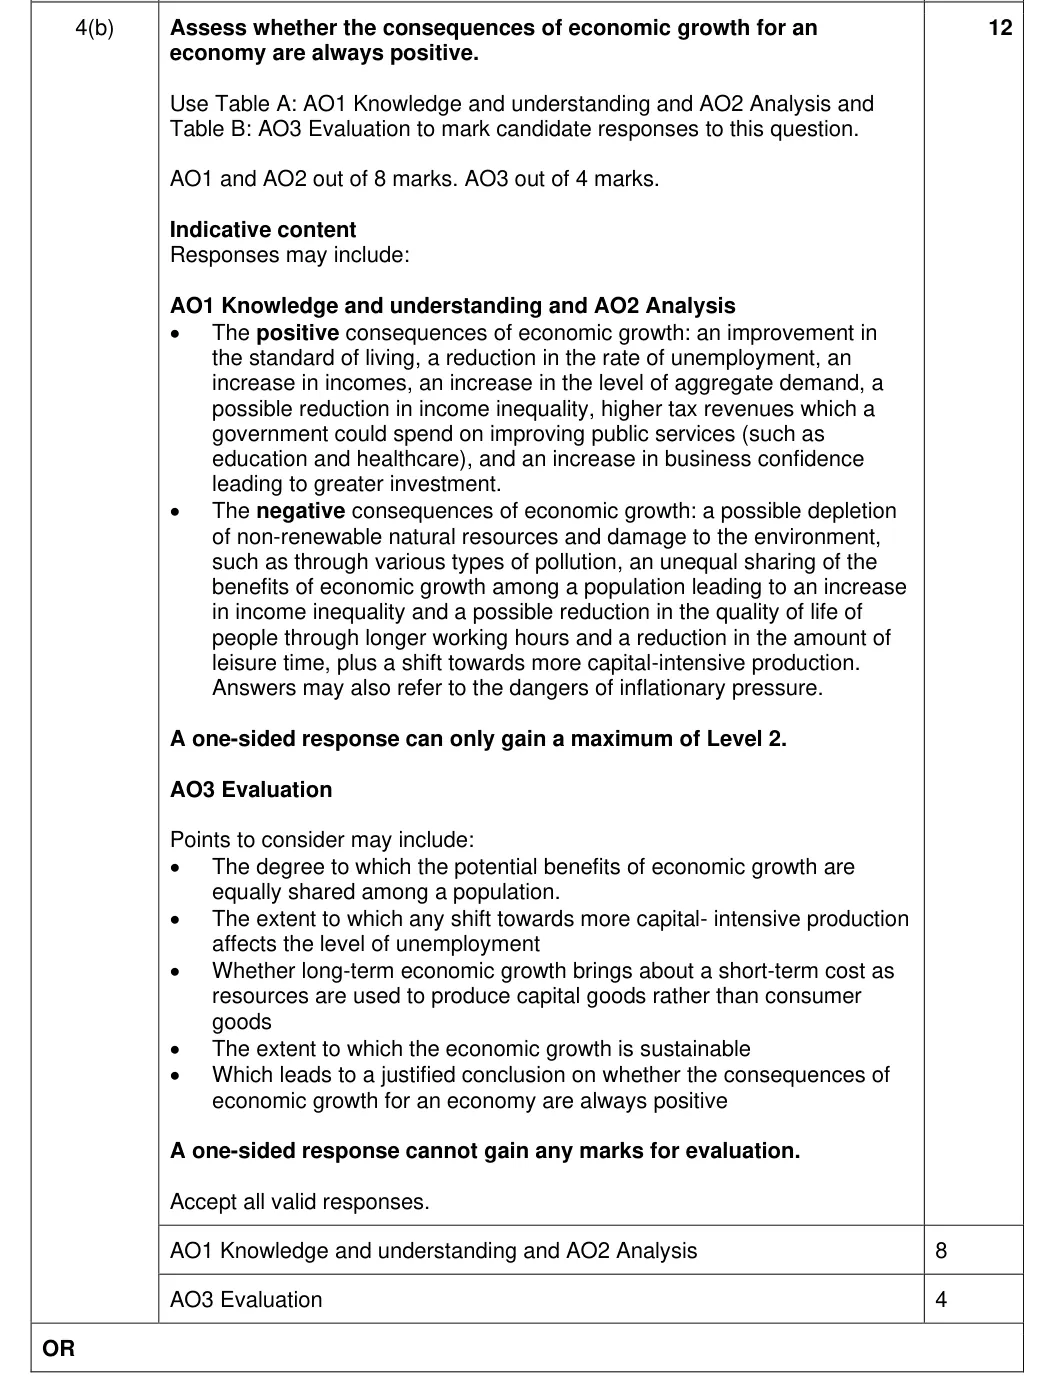 4(b)
Assess whether the consequences of economic growth for an
economy are always positive.
12
Use Table A: AO1 Knowledge and understanding and AO2 Analysis and
Table B: AO3 Evaluation to mark candidate responses to this question.
AO1 and AO2 out of 8 marks. AO3 out of 4 marks.
Indicative content
Responses may include:
AO1 Knowledge and understanding and AO2 Analysis
• The positive consequences of economic growth: an improvement in
the standard of living, a reduction in the rate of unemployment, an
increase in incomes, an increase in the level of aggregate demand, a
possible reduction in income inequality, higher tax revenues which a
government could spend on improving public services (such as
education and healthcare), and an increase in business confidence
leading to greater investment.
• The negative consequences of economic growth: a possible depletion
of non-renewable natural resources and damage to the environment,
such as through various types of pollution, an unequal sharing of the
benefits of economic growth among a population leading to an increase
in income inequality and a possible reduction in the quality of life of
people through longer working hours and a reduction in the amount of
leisure time, plus a shift towards more capital-intensive production.
Answers may also refer to the dangers of inflationary pressure.
A one-sided response can only gain a maximum of Level 2.
AO3 Evaluation
Points to consider may include:
• The degree to which the potential benefits of economic growth are
equally shared among a population.
• The extent to which any shift towards more capital- intensive production
affects the level of unemployment
• Whether long-term economic growth brings about a short-term cost as
resources are used to produce capital goods rather than consumer
goods
• The extent to which the economic growth is sustainable
• Which leads to a justified conclusion on whether the consequences of
economic growth for an economy are always positive
A one-sided response cannot gain any marks for evaluation.
Accept all valid responses.
AO1 Knowledge and understanding and AO2 Analysis
8
AO3 Evaluation
4
OR